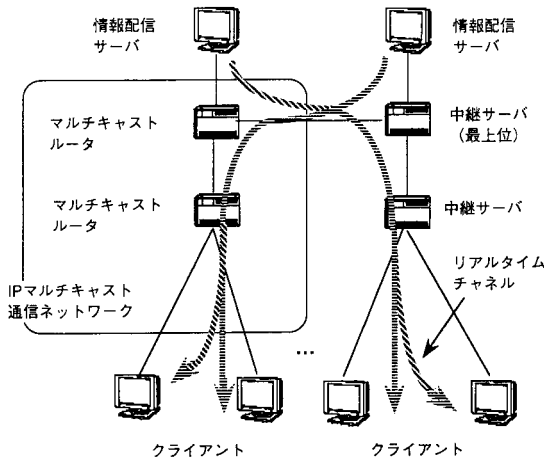 情報配信
サーバ
情報配信
サーバ
マルチキャスト
ルータ
中継サーバ
（最上位）
マルチキャスト
ルータ
中継サーバ
リアルタイム
チャネル
IPマルチキャスト
通信ネットワーク
…
クライアント
クライアント